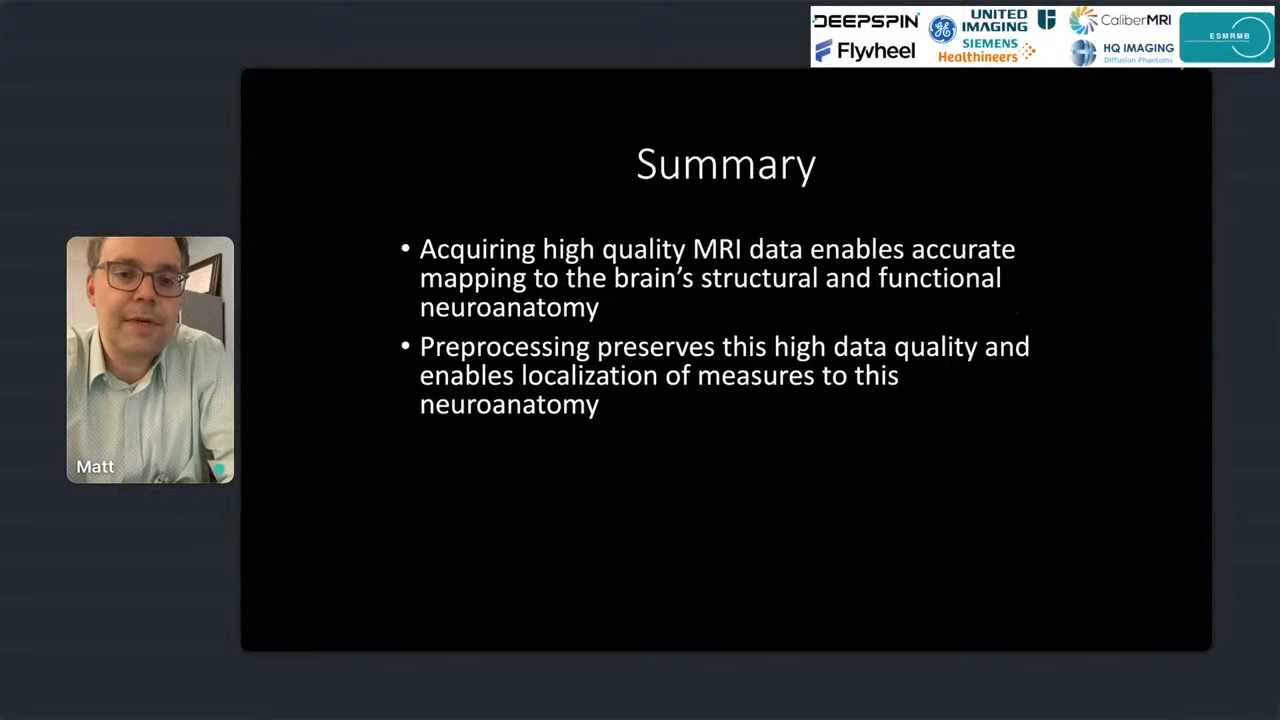 DEEPSPIN
UNITED
IMAGING
CaliberMRI
ESMRMB
Flywheel
GE
SIEMENS
Healthineers
HQ IMAGING
Diffusion Phantoms
Summary
• Acquiring high quality MRI data enables accurate
mapping to the brain's structural and functional
neuroanatomy
• Preprocessing preserves this high data quality and
enables localization of measures to this
neuroanatomy
Matt